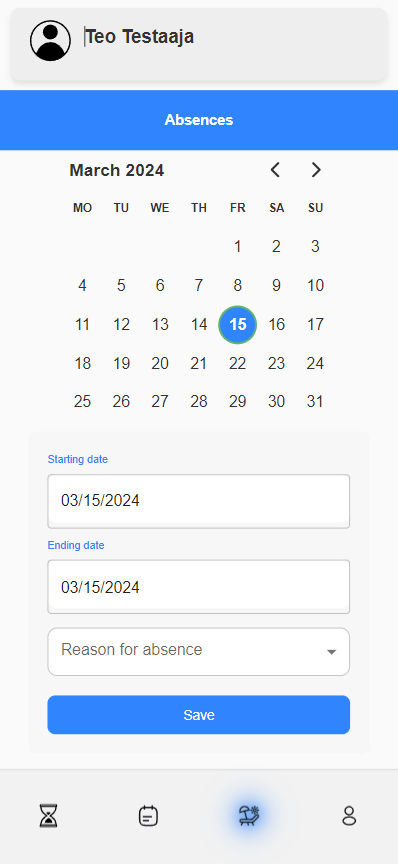 Teo Testaaja
Absences
March 2024
MO TU WE TH FR SA SU
1 2 3
4 5 6 7 8 9 10
11 12 13 14 15 16 17
18 19 20 21 22 23 24
25 26 27 28 29 30 31
Starting date
03/15/2024
Ending date
03/15/2024
Reason for absence
Save